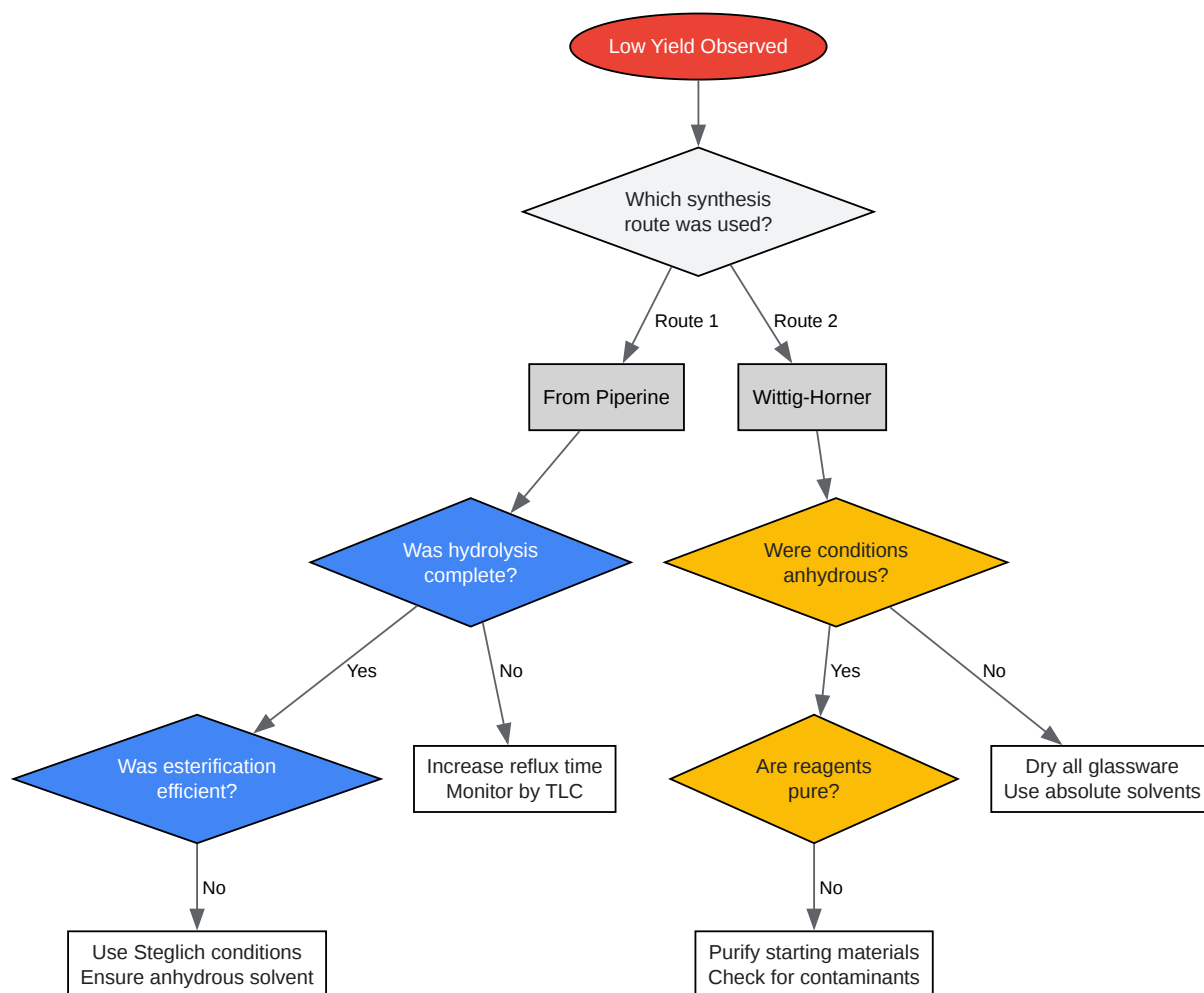 Low Yield Observed
Which synthesis
route was used?
Route 1
Route 2
From Piperine
Wittig-Horner
Was hydrolysis
complete?
Were conditions
anhydrous?
Yes
No
Yes
No
Was esterification
efficient?
Increase reflux time
Monitor by TLC
Are reagents
pure?
Dry all glassware
Use absolute solvents
No
No
Use Steglich conditions
Ensure anhydrous solvent
Purify starting materials
Check for contaminants